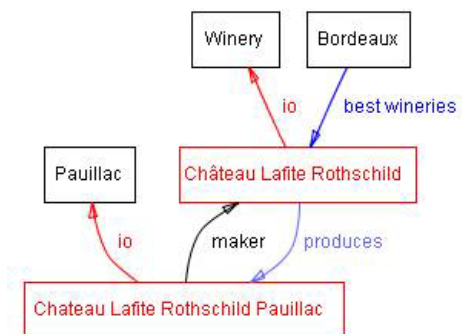 Winery
Bordeaux
io
best wineries
Pauillac
Château Lafite Rothschild
io
maker
produces
Chateau Lafite Rothschild Pauillac